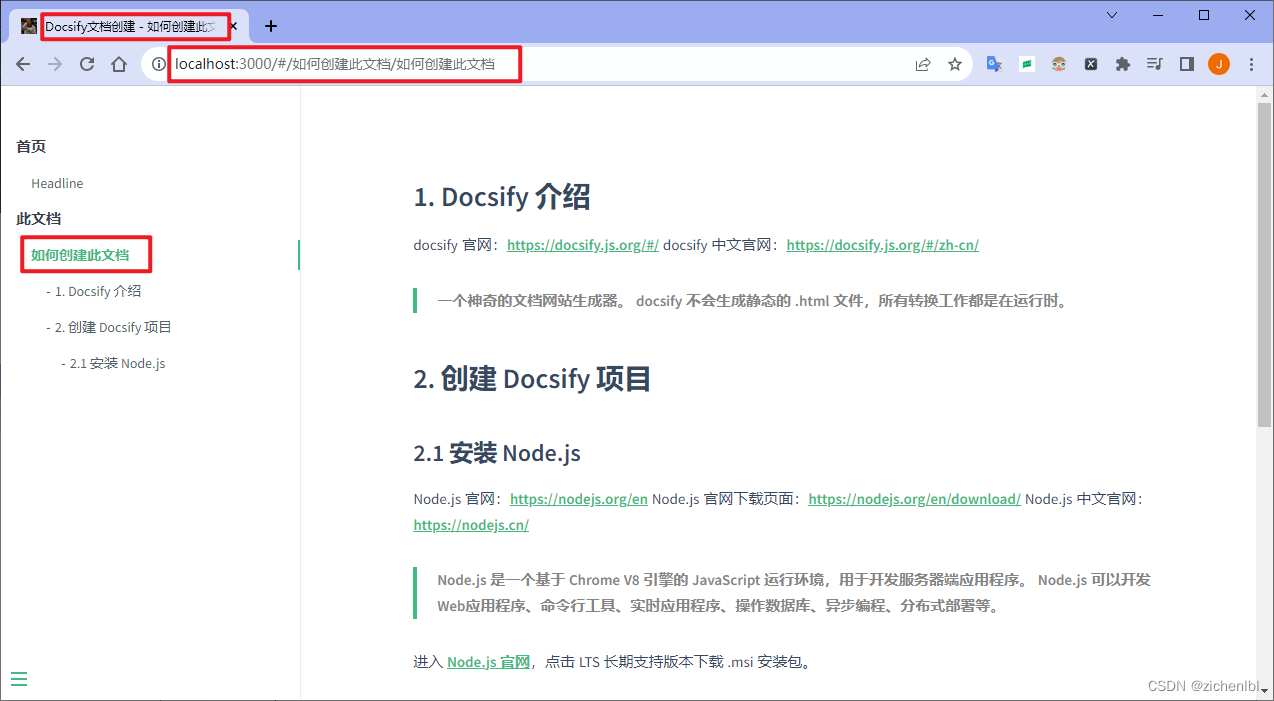 Docsify文档创建 - 如何创建此文
localhost:3000/#/如何创建此文档/如何创建此文档
J
首页
Headline
此文档
如何创建此文档
- 1. Docsify 介绍
- 2. 创建 Docsify 项目
- 2.1 安装 Node.js
1. Docsify 介绍
docsify 官网：https://docsify.js.org/#/ docsify 中文官网：https://docsify.js.org/#/zh-cn/
一个神奇的文档网站生成器。 docsify 不会生成静态的 .html 文件，所有转换工作都是在运行时。
2. 创建 Docsify 项目
2.1 安装 Node.js
Node.js 官网：https://nodejs.org/en Node.js 官网下载页面：https://nodejs.org/en/download/ Node.js 中文官网：
https://nodejs.cn/
Node.js 是一个基于 Chrome V8 引擎的 JavaScript 运行环境，用于开发服务器端应用程序。 Node.js 可以开发
Web应用程序、命令行工具、实时应用程序、操作数据库、异步编程、分布式部署等。
进入 Node.js 官网，点击 LTS 长期支持版本下载 .msi 安装包。
CSDN @zichenlbl